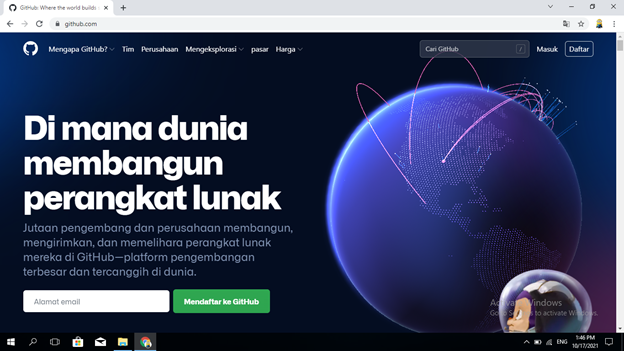 GitHub: Where the world builds
github.com
Mengapa GitHub?
Tim
Perusahaan
Mengeksplorasi
pasar
Harga
Cari GitHub
/
Masuk
Daftar
Di mana dunia
membangun
perangkat lunak
Jutaan pengembang dan perusahaan membangun,
mengirimkan, dan memelihara perangkat lunak
mereka di GitHub—platform pengembangan
terbesar dan tercanggih di dunia.
Alamat email
Mendaftar ke GitHub
Activate Windows
Go to Settings to activate Windows.
ENG
1:46 PM
10/17/2021